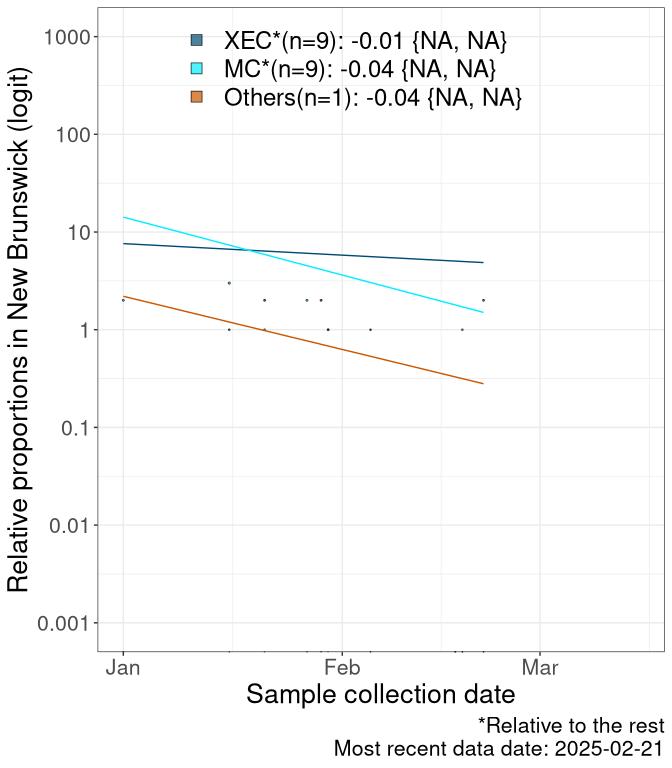 XEC*(n=9): -0.01 {NA, NA}
MC*(n=9): -0.04 {NA, NA}
Others(n=1): -0.04 {NA, NA}
Relative proportions in New Brunswick (logit)
1000
100
10
1
0.1
0.01
0.001
Jan Feb Mar
Sample collection date
*Relative to the rest
Most recent data date: 2025-02-21